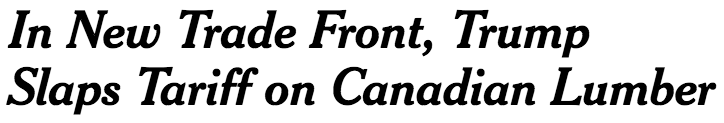 In New Trade Front, Trump
Slaps Tariff on Canadian Lumber